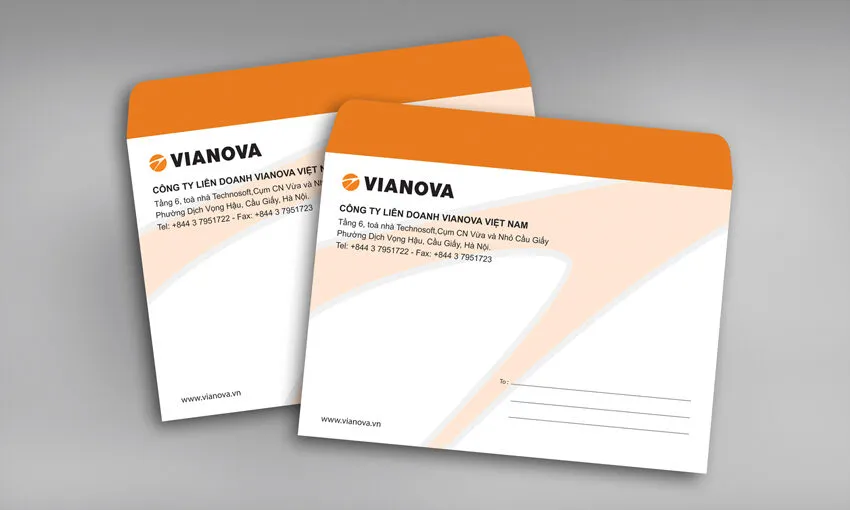 VIANOVA
CÔNG TY LIÊN DOANH VIANOVA VIỆT
Tầng 6, toà nhà Technosoft,Cụm CN Vừa và Nhỏ
Phường Dịch Vọng Hậu, Cầu Giấy, Hà Nội.
Tel: +844 3 7951722 - Fax: +844 3 7951723
www.vianova.vn
VIANOVA
CÔNG TY LIÊN DOANH VIANOVA VIỆT NAM
Tầng 6, toà nhà Technosoft,Cụm CN Vừa và Nhỏ Cầu Giấy
Phường Dịch Vọng Hậu, Cầu Giấy, Hà Nội.
Tel: +844 3 7951722 - Fax: +844 3 7951723
To :
www.vianova.vn